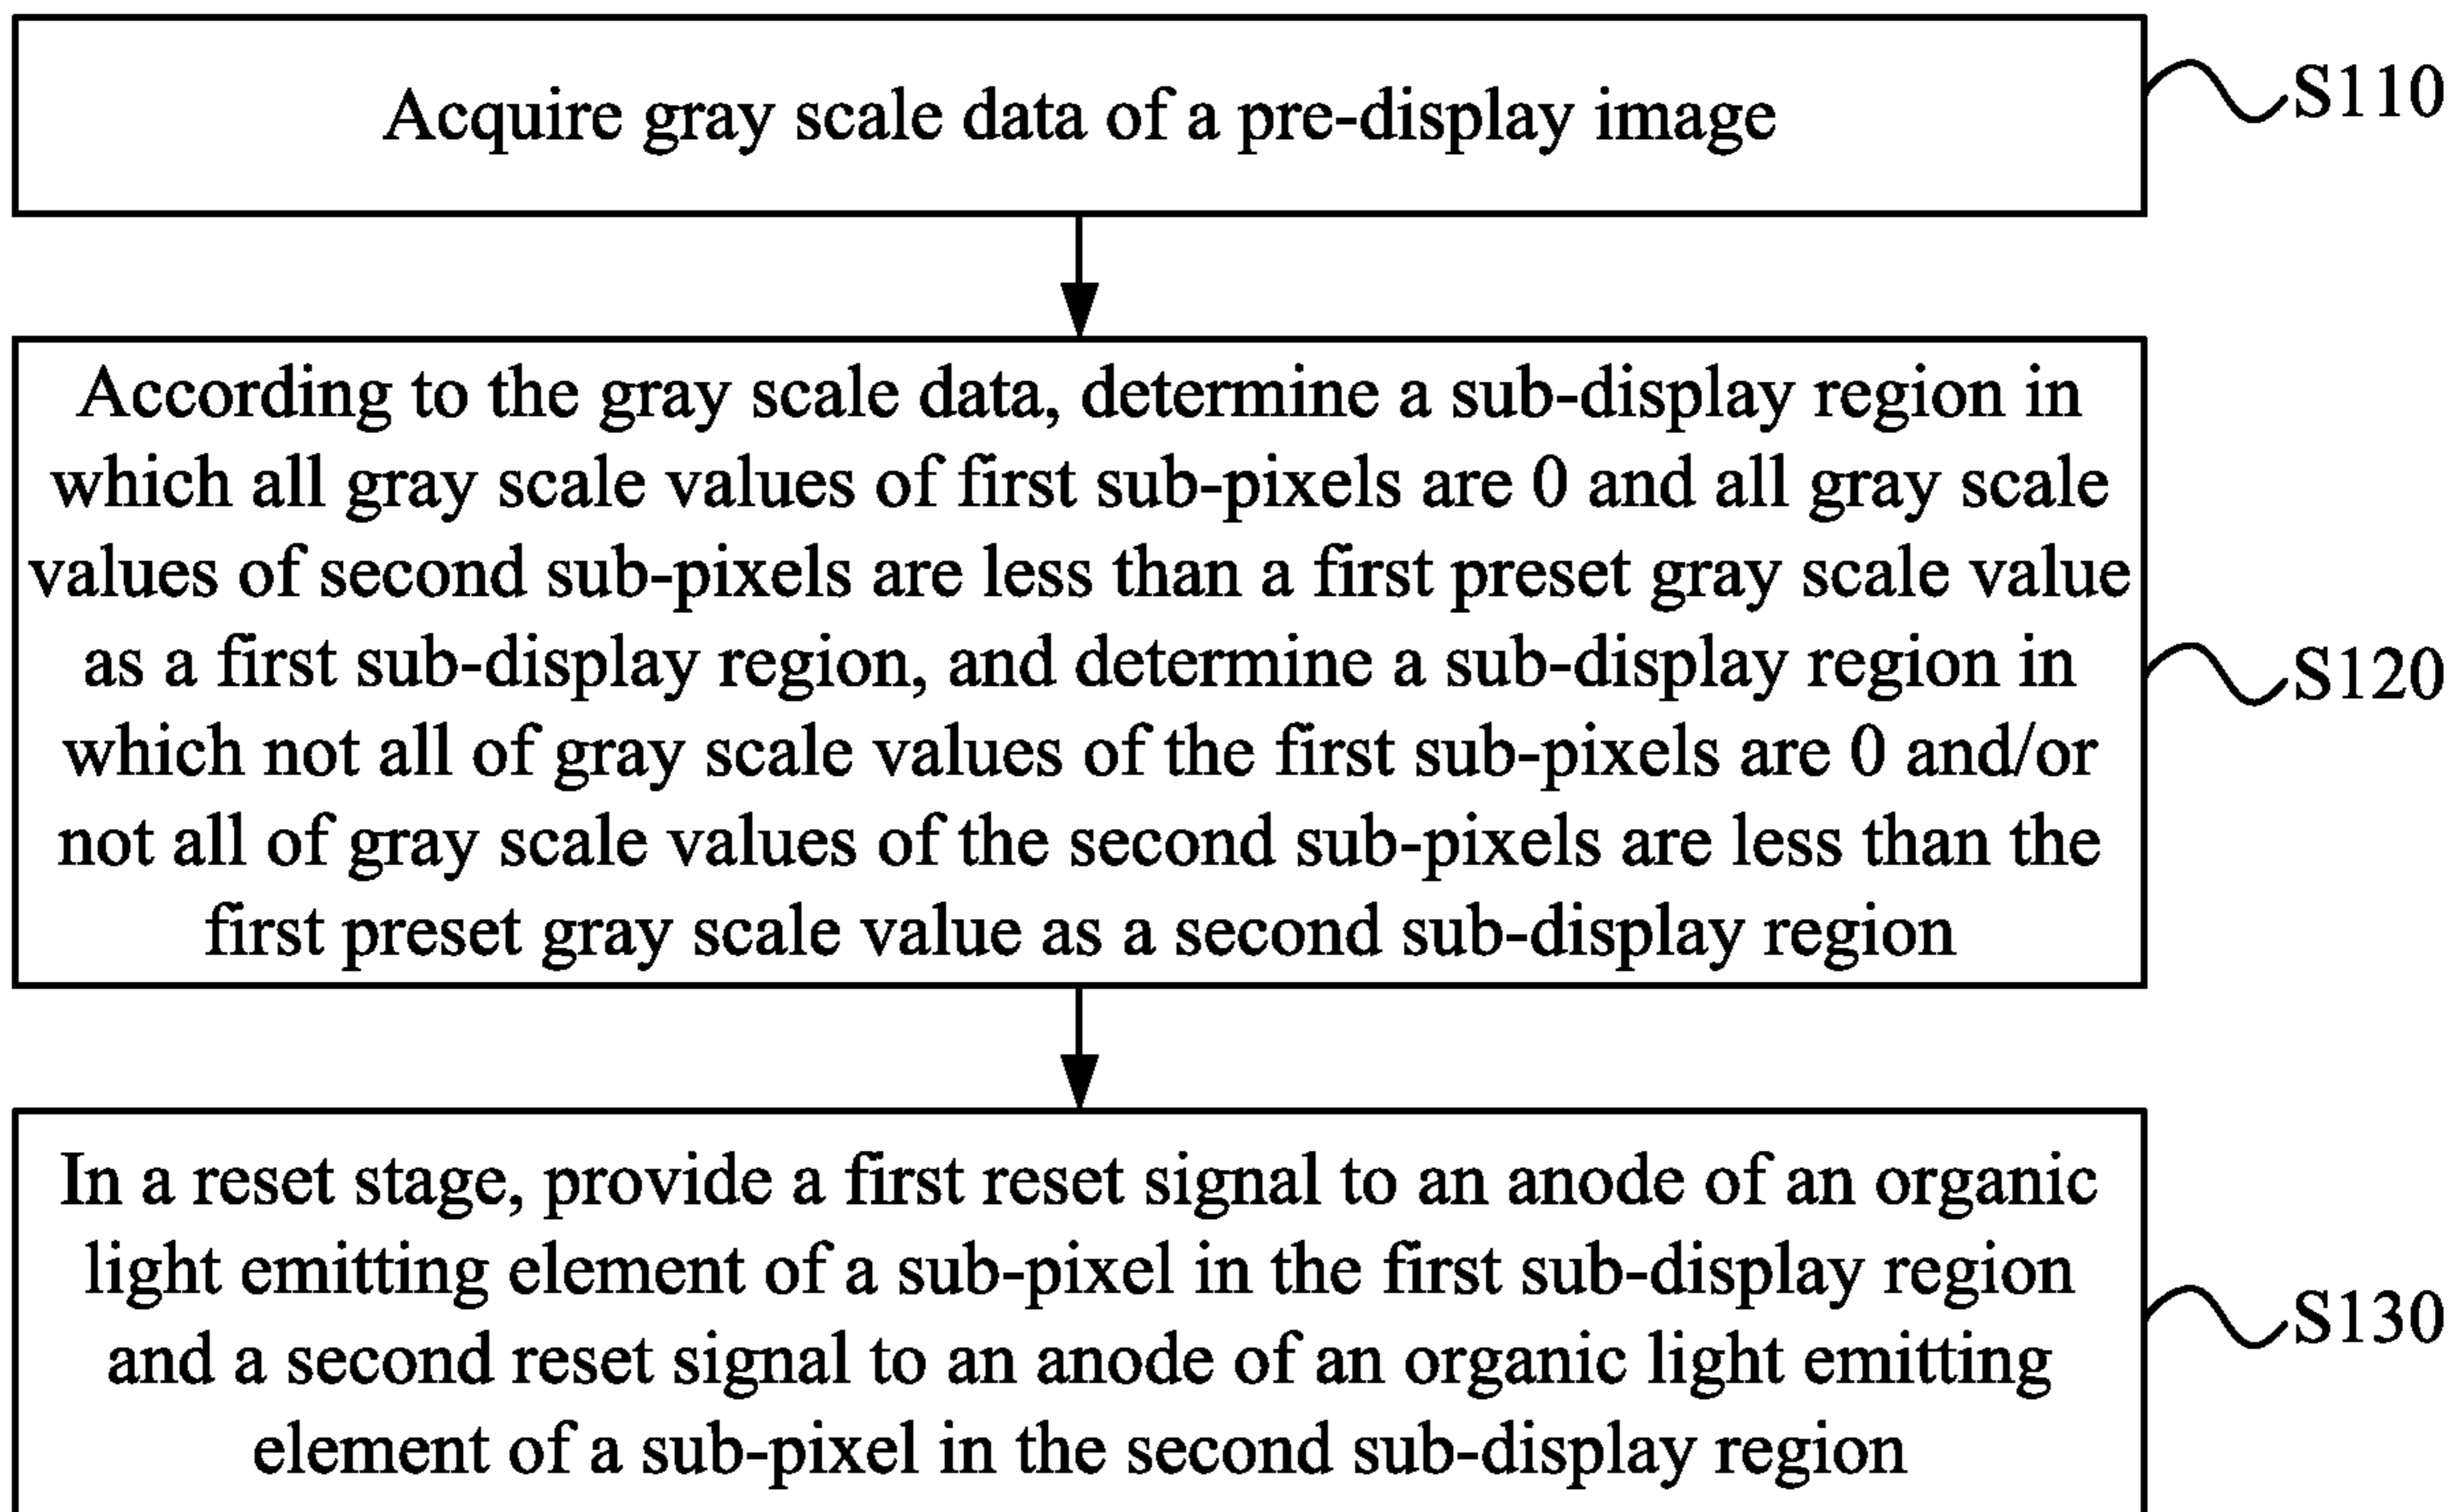 Acquire gray scale data of a pre-display image
S110
According to the gray scale data, determine a sub-display region in
which all gray scale values of first sub-pixels are 0 and all gray scale
values of second sub-pixels are less than a first preset gray scale value
as a first sub-display region, and determine a sub-display region in
which not all of gray scale values of the first sub-pixels are 0 and/or
not all of gray scale values of the second sub-pixels are less than the
first preset gray scale value as a second sub-display region
S120
In a reset stage, provide a first reset signal to an anode of an organic
light emitting element of a sub-pixel in the first sub-display region
and a second reset signal to an anode of an organic light emitting
element of a sub-pixel in the second sub-display region
S130